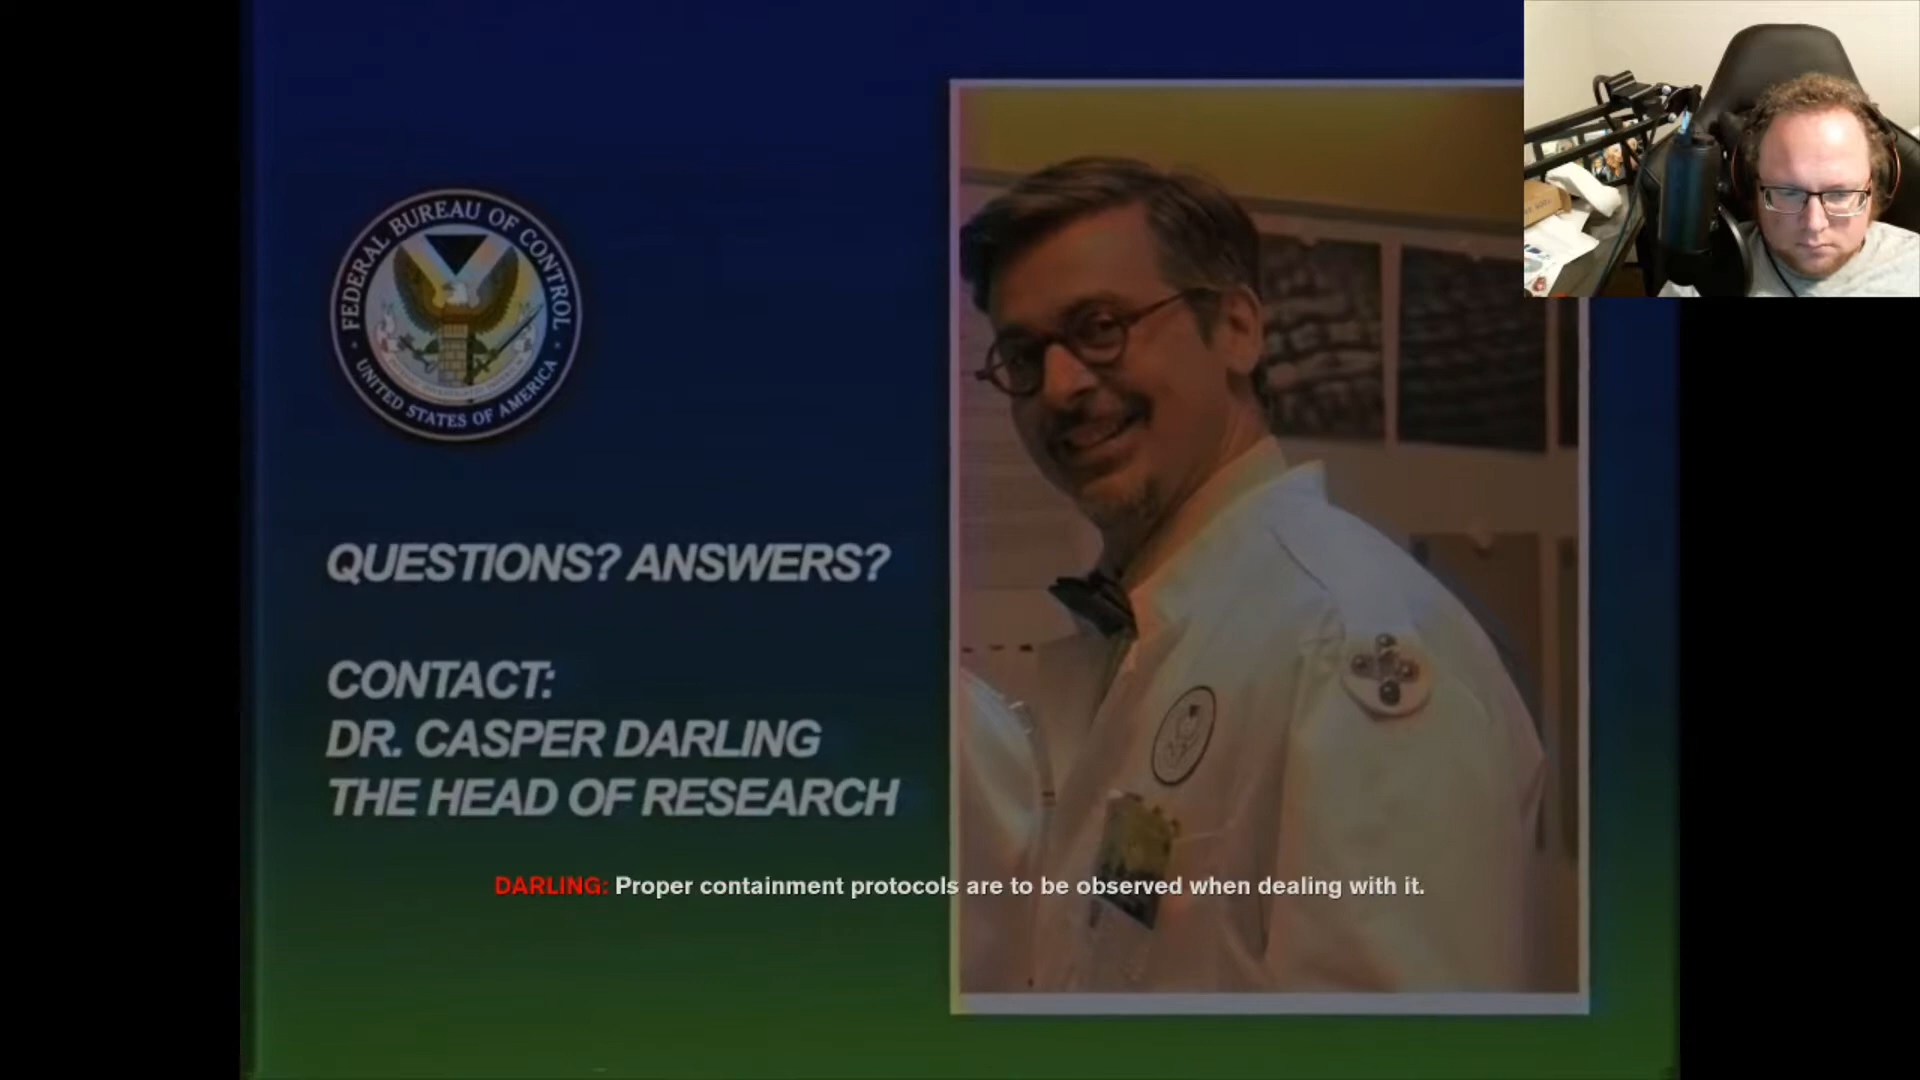 FEDERAL BUREAU OF CONTROL
UNITED STATES OF AMERICA
QUESTIONS? ANSWERS?
CONTACT:
DR. CASPER DARLING
THE HEAD OF RESEARCH
DARLING: Proper containment protocols are to be observed when dealing with it.